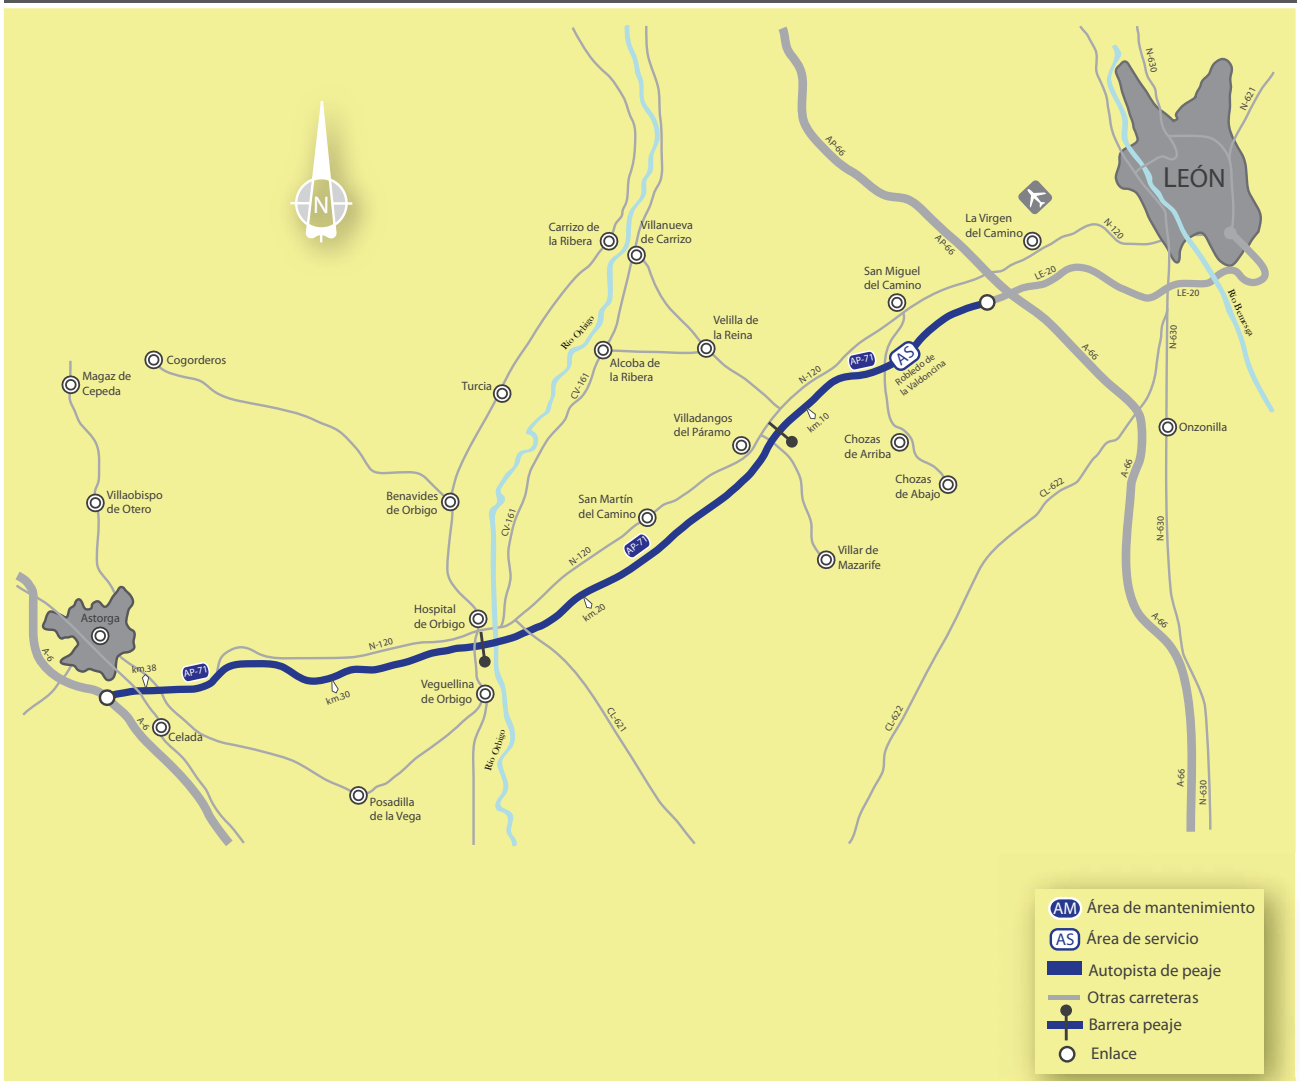 N-630
N-621
LEÓN
AP-66
N
Carrizo de
la Ribera
Villanueva
de Carrizo
La Virgen
del Camino
N-120
AP-66
San Miguel
del Camino
LE-20
LE-20
Río Bernesga
Río Orbigo
Velilla de
la Reina
N-630
A-66
Cogorderos
Alcoba de
la Ribera
AP-71
AS
Robledo de
la Valdoncina
N-120
Magaz de
Cepeda
Turcia
CV-161
km.10
Villadangos
del Páramo
Chozas
de Arriba
Onzonilla
A-66
Chozas
de Abajo
CL-622
Villaobispo
de Otero
Benavides
de Orbigo
San Martín
del Camino
CV-161
N-630
AP-71
N-120
Villar de
Mazarife
Astorga
Hospital
de Orbigo
km.20
A-66
N-120
A-6
km.38
AP-71
km.30
Veguellina
de Orbigo
CL-621
CL-622
A-6
Celada
Río Orbigo
A-66
N-630
Posadilla
de la Vega
AM Área de mantenimiento
AS Área de servicio
Autopista de peaje
Otras carreteras
Barrera peaje
Enlace